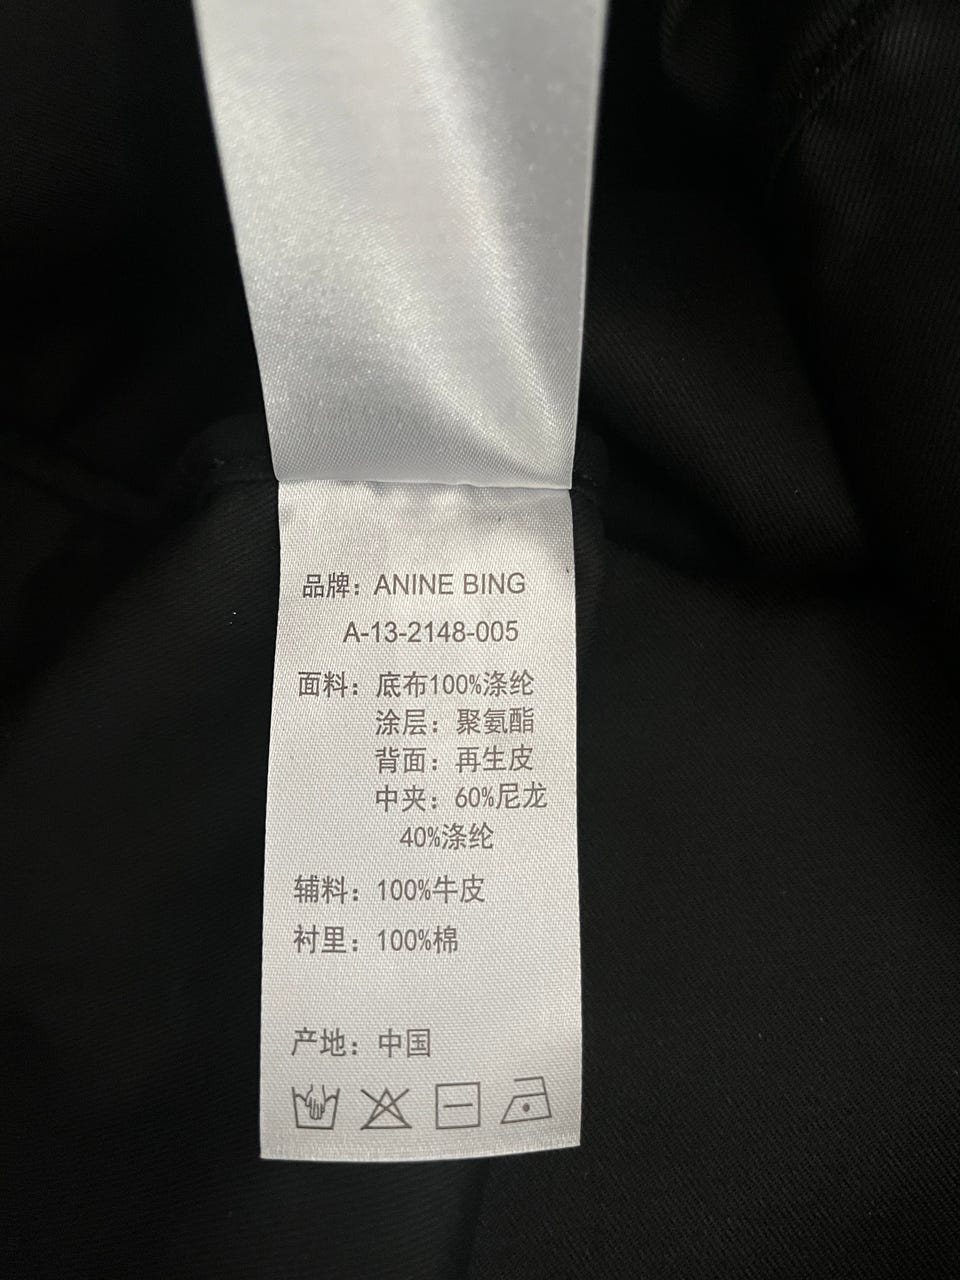 品牌：ANINE BING
A-13-2148-005
面料：底布100%涤纶
涂层：聚氨酯
背面：再生皮
中夹：60%尼龙
40%涤纶
辅料：100%牛皮
衬里：100%棉
产地：中国